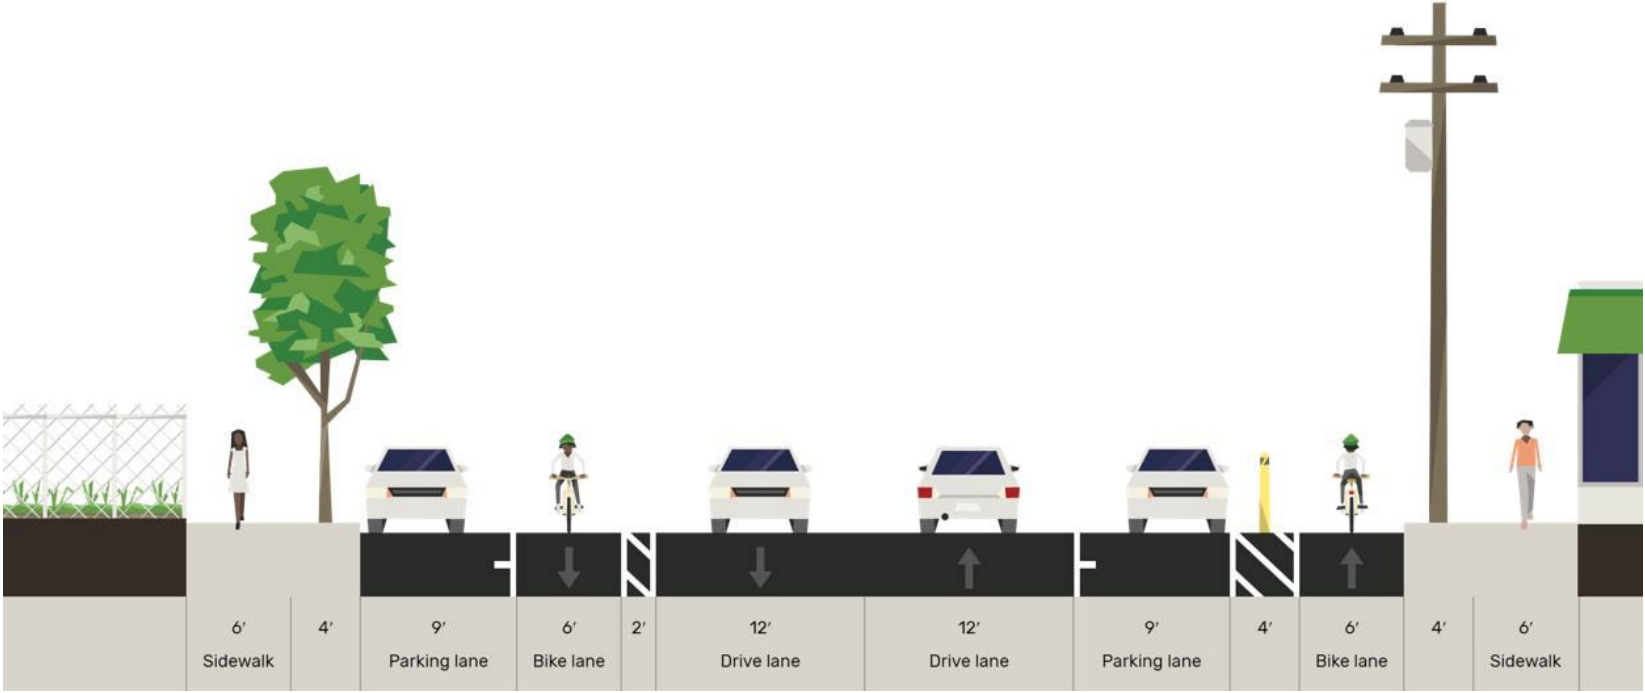 6′ 4′ 9′ 6′ 2′ 12′ 12′ 9′ 4′ 6′ 4′ 6′
Sidewalk Parking lane Bike lane Drive lane Drive lane Parking lane Bike lane Sidewalk